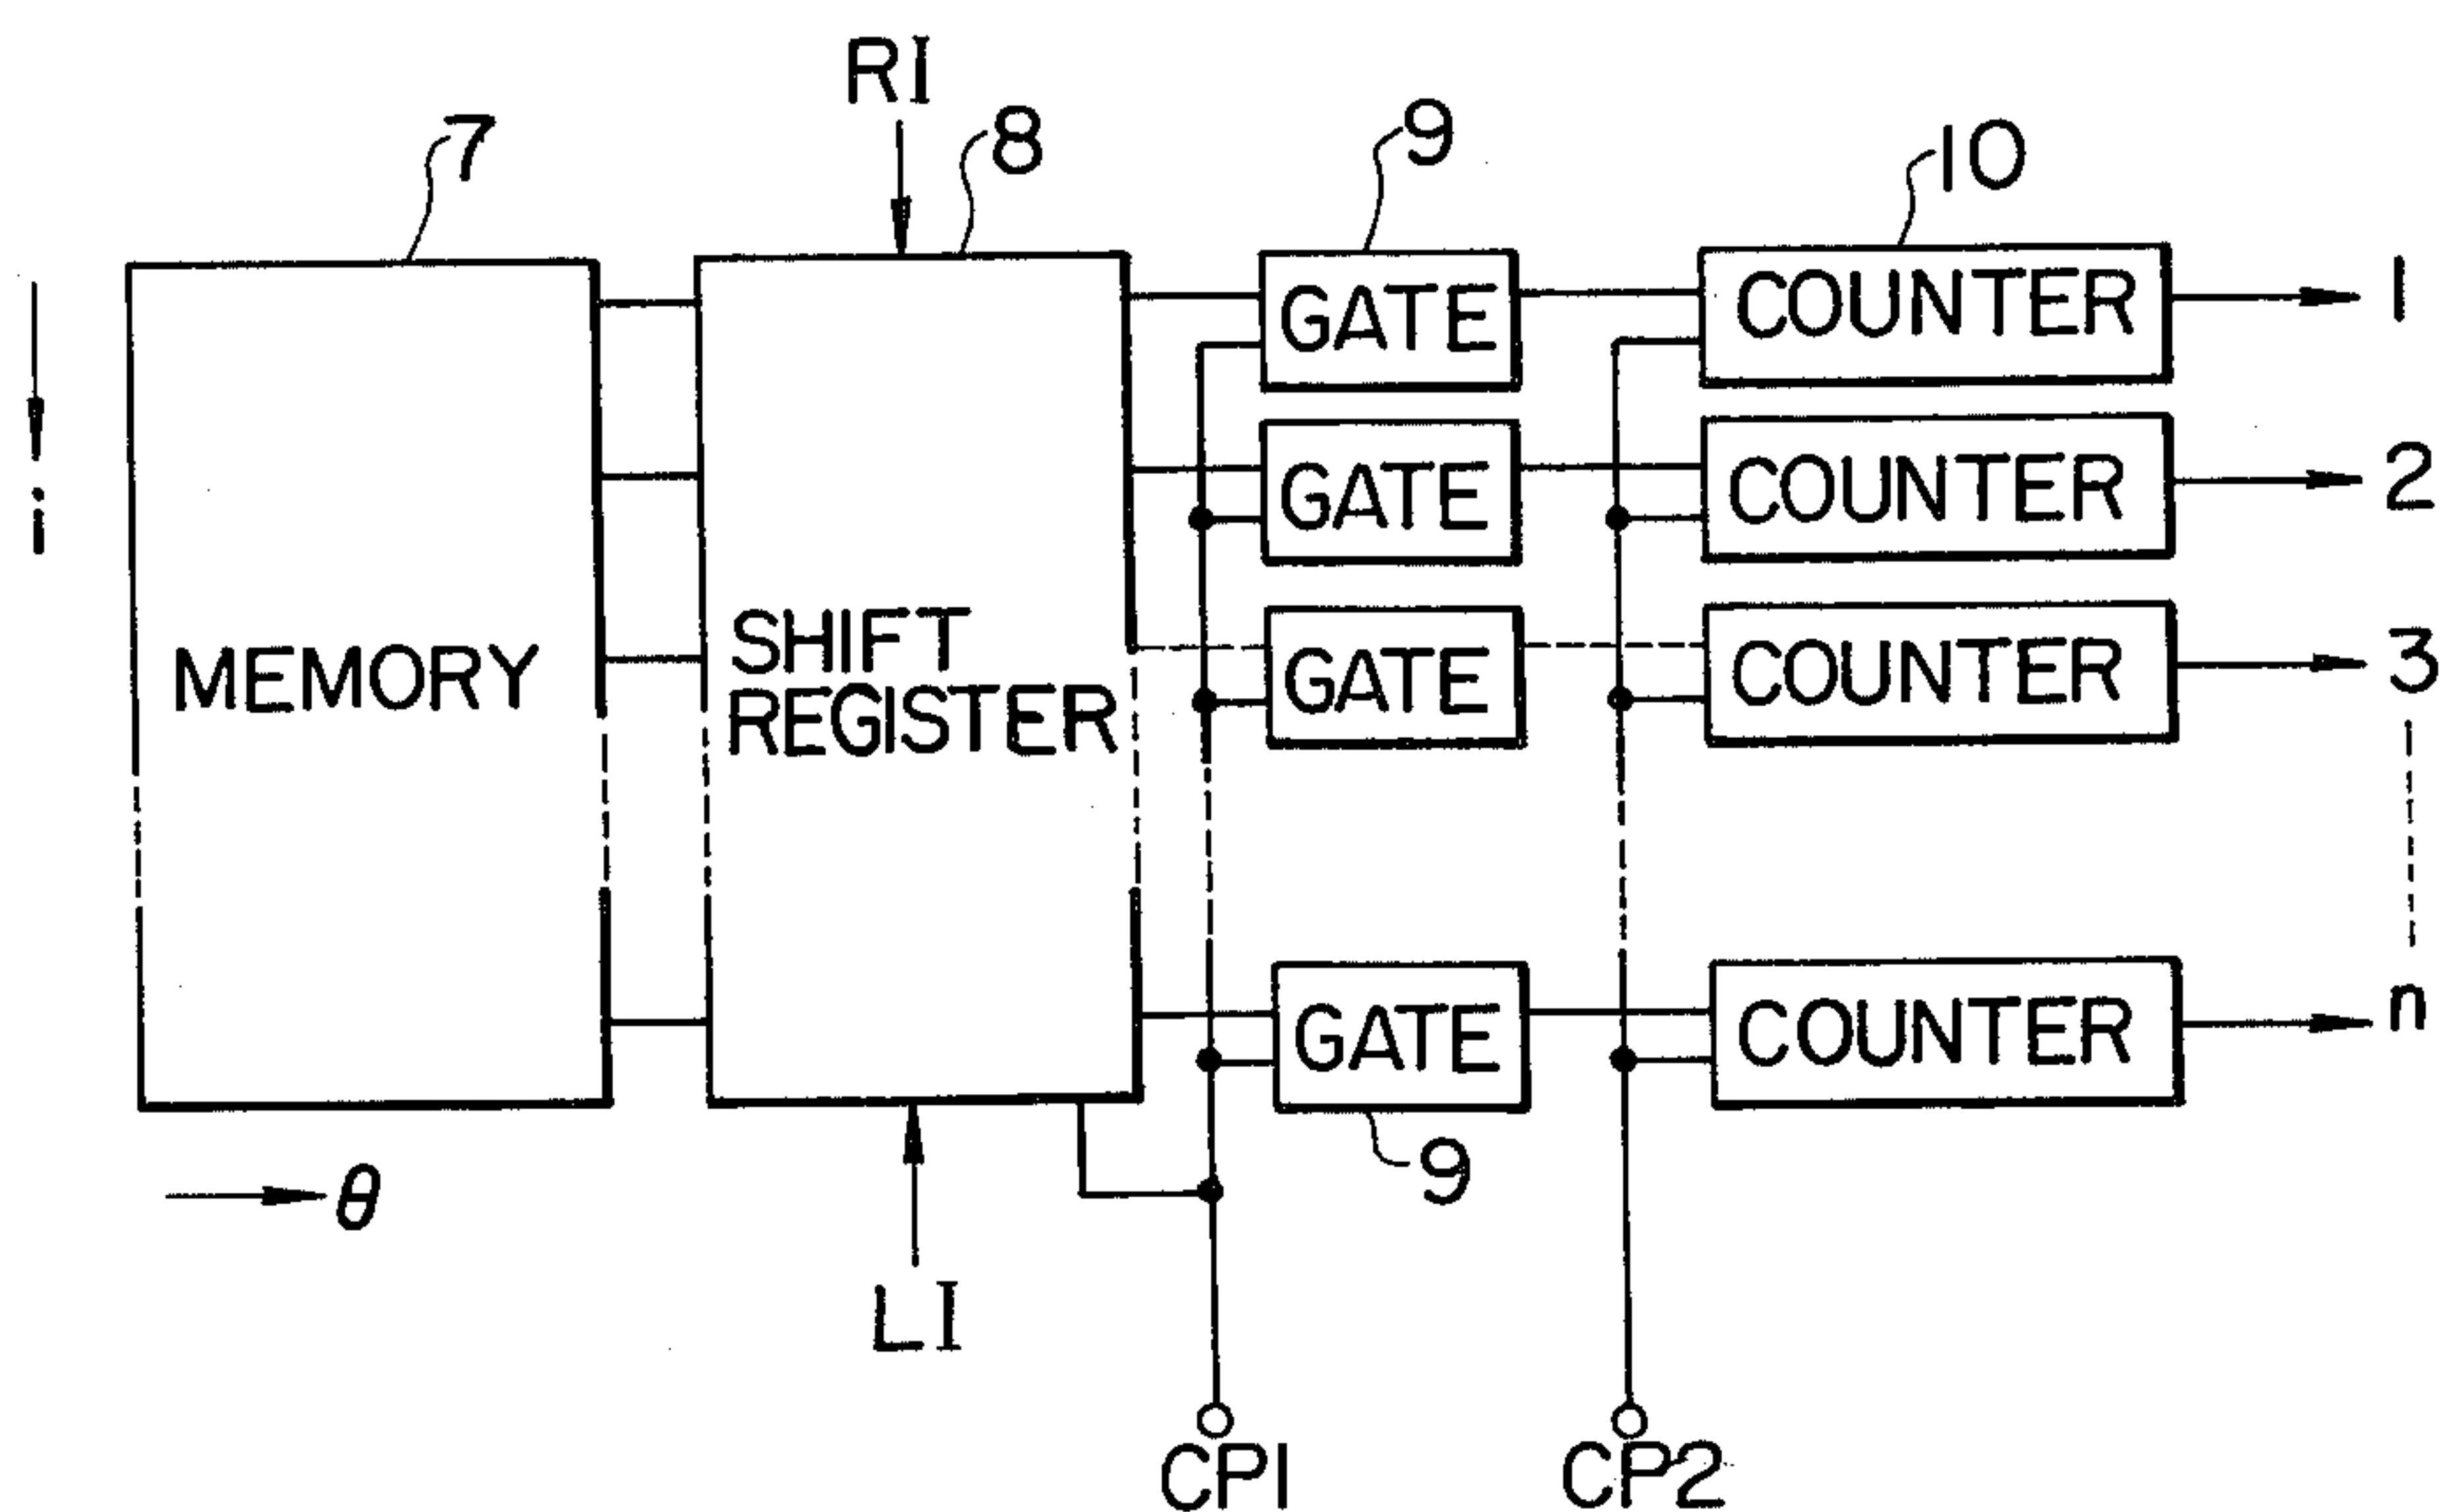 RI
7
8
9
10
i
MEMORY
SHIFT
REGISTER
GATE
COUNTER
1
GATE
COUNTER
2
GATE
COUNTER
3
GATE
COUNTER
n
9
θ
LI
CP1
CP2